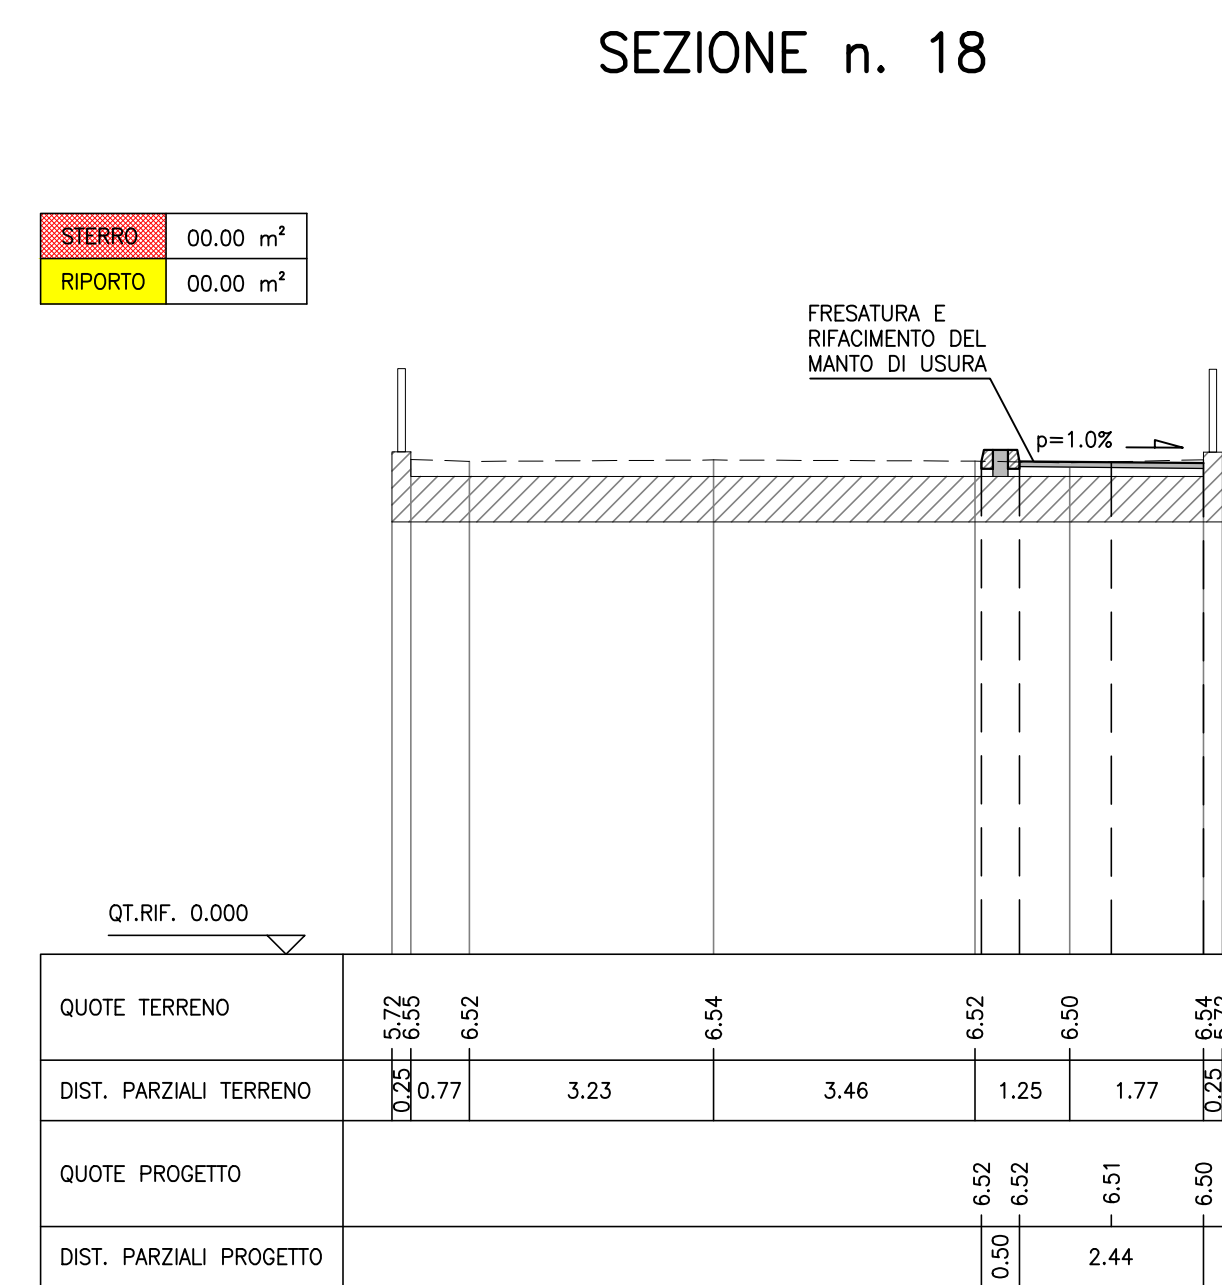 SEZIONE n. 18
STERRO 00.00 m²
RIPORTO 00.00 m²
FRESATURA E
RIFACIMENTO DEL
MANTO DI USURA
p=1.0%
QT.RIF. 0.000
QUOTE TERRENO 5.72 6.55 6.52 6.54 6.52 6.50 6.54
DIST. PARZIALI TERRENO 0.25 0.77 3.23 3.46 1.25 1.77 0.25
QUOTE PROGETTO 6.52 6.52 6.51 6.50
DIST. PARZIALI PROGETTO 0.50 2.44